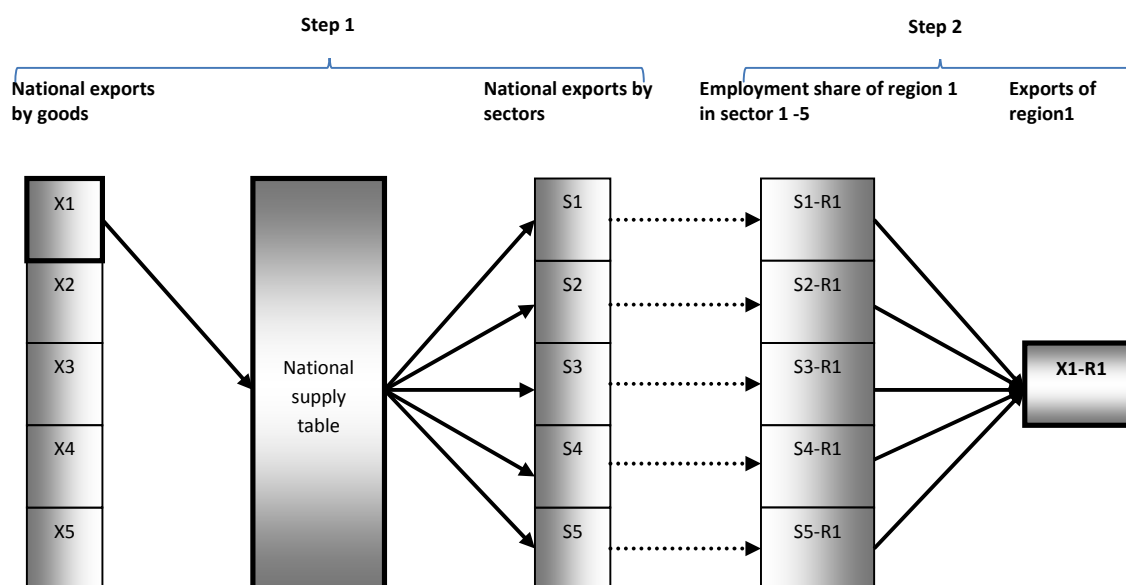 Step 1
Step 2
National exports
by goods
National exports by
sectors
Employment share of region 1
in sector 1 -5
Exports of
region1
X1
X2
X3
X4
X5
National
supply
table
S1
S2
S3
S4
S5
S1-R1
S2-R1
S3-R1
S4-R1
S5-R1
X1-R1